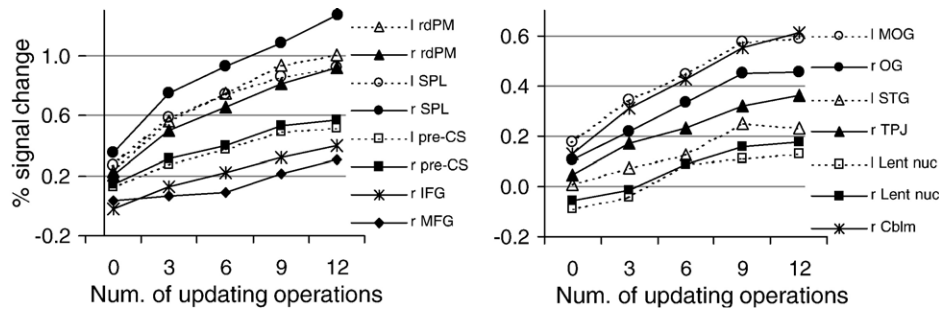 % signal change
1.0
0.6
0.2
-0.2
0
3
6
9
12
Num. of updating operations
l rdPM
r rdPM
l SPL
r SPL
l pre-CS
r pre-CS
r IFG
r MFG
0.6
0.4
0.2
0.0
-0.2
0
3
6
9
12
Num. of updating operations
l MOG
r OG
l STG
r TPJ
l Lent nuc
r Lent nuc
r Cblm